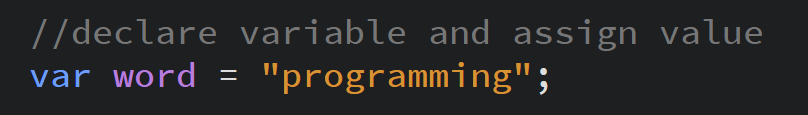 //declare variable and assign value
var word = "programming";